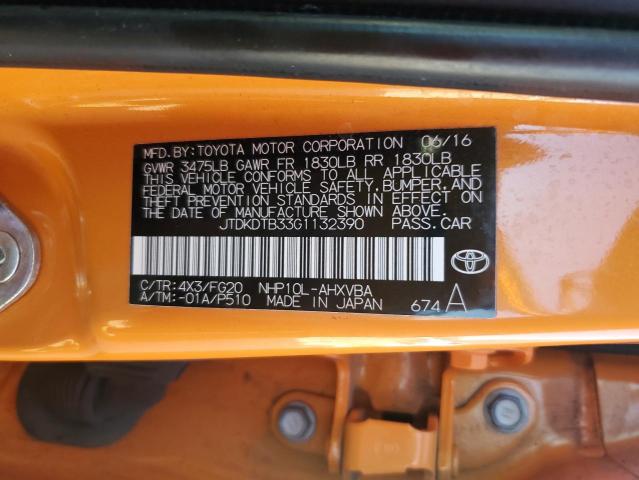 MFD.BY:TOYOTA MOTOR CORPORATION 06/16
GVWR 3475LB GAWR FR 1830LB RR 1830LB
THIS VEHICLE CONFORMS TO ALL APPLICABLE
FEDERAL MOTOR VEHICLE SAFETY, BUMPER, AND
THEFT PREVENTION STANDARDS IN EFFECT ON
THE DATE OF MANUFACTURE SHOWN ABOVE.
JTDKDTB33G1132390 PASS.CAR
C/TR:4X3/FG20 NHP10L-AHXVBA
A/TM:-01A/P510 MADE IN JAPAN 674 A